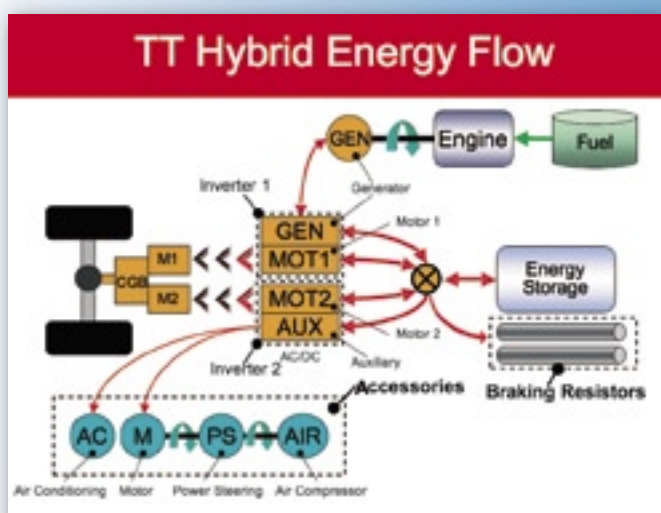 TT Hybrid Energy Flow
GEN
Engine
Fuel
Inverter 1
Generator
Motor 1
GEN
MOT1
M1
CGB
M2
MOT2
AUX
Energy
Storage
Motor 2
Inverter 2
AC/DC
Auxiliary
Accessories
Braking Resistors
AC
M
PS
AIR
Air Conditioning
Motor
Power Steering
Air Compressor